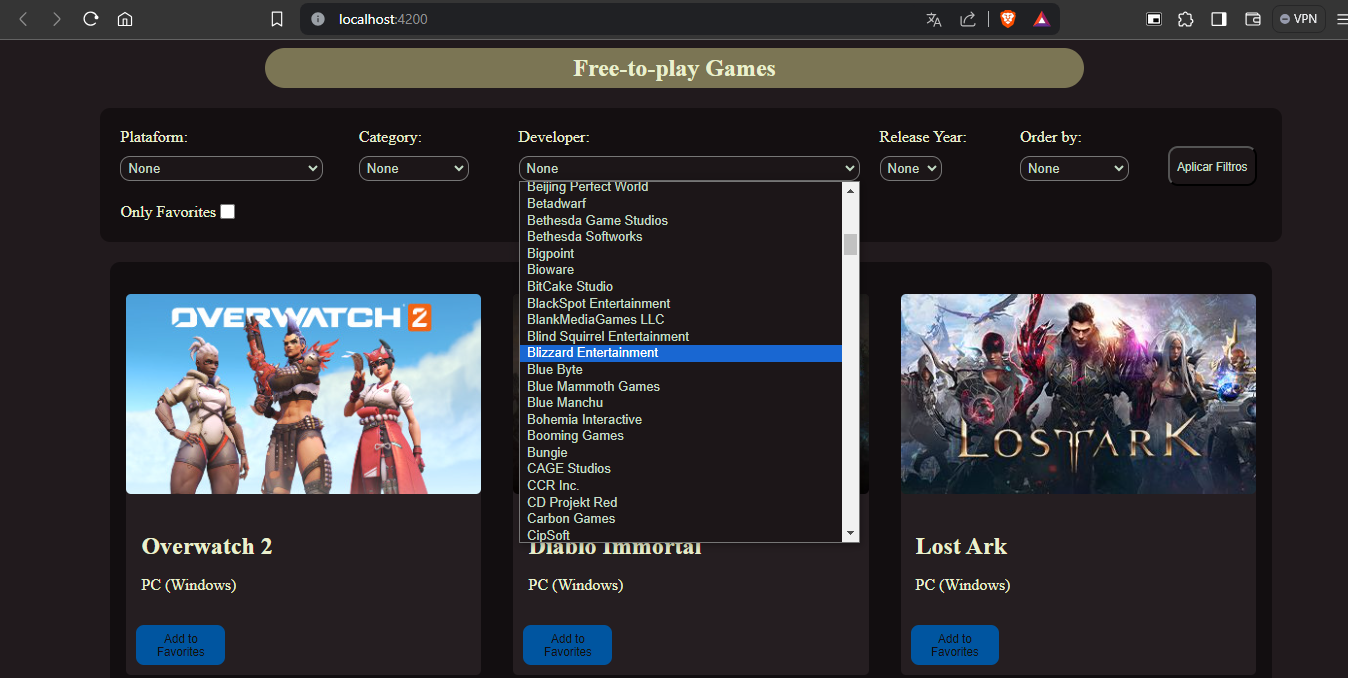 localhost:4200
VPN
Free-to-play Games
Plataform:
Category:
Developer:
Release Year:
Order by:
None
None
None
None
None
Aplicar Filtros
Only Favorites
Beijing Perfect World
Betadwarf
Bethesda Game Studios
Bethesda Softworks
Bigpoint
Bioware
BitCake Studio
BlackSpot Entertainment
BlankMediaGames LLC
Blind Squirrel Entertainment
Blizzard Entertainment
Blue Byte
Blue Mammoth Games
Blue Manchu
Bohemia Interactive
Booming Games
Bungie
CAGE Studios
CCR Inc.
CD Projekt Red
Carbon Games
CipSoft
OVERWATCH 2
LOST ARK
Overwatch 2
Diablo Immortal
Lost Ark
PC (Windows)
PC (Windows)
PC (Windows)
Add to
Favorites
Add to
Favorites
Add to
Favorites